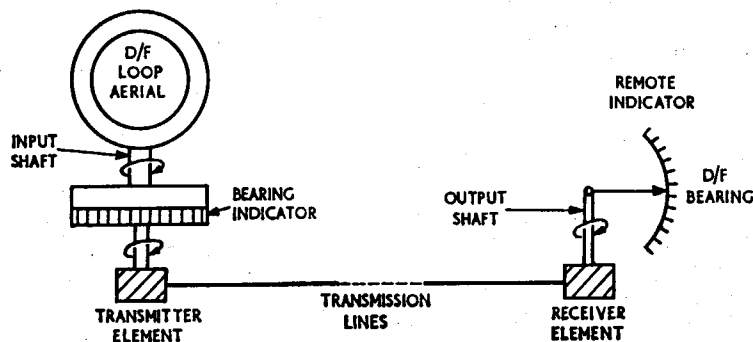 D/F
LOOP
AERIAL
INPUT
SHAFT
BEARING
INDICATOR
TRANSMITTER
ELEMENT
TRANSMISSION
LINES
REMOTE
INDICATOR
D/F
BEARING
OUTPUT
SHAFT
RECEIVER
ELEMENT